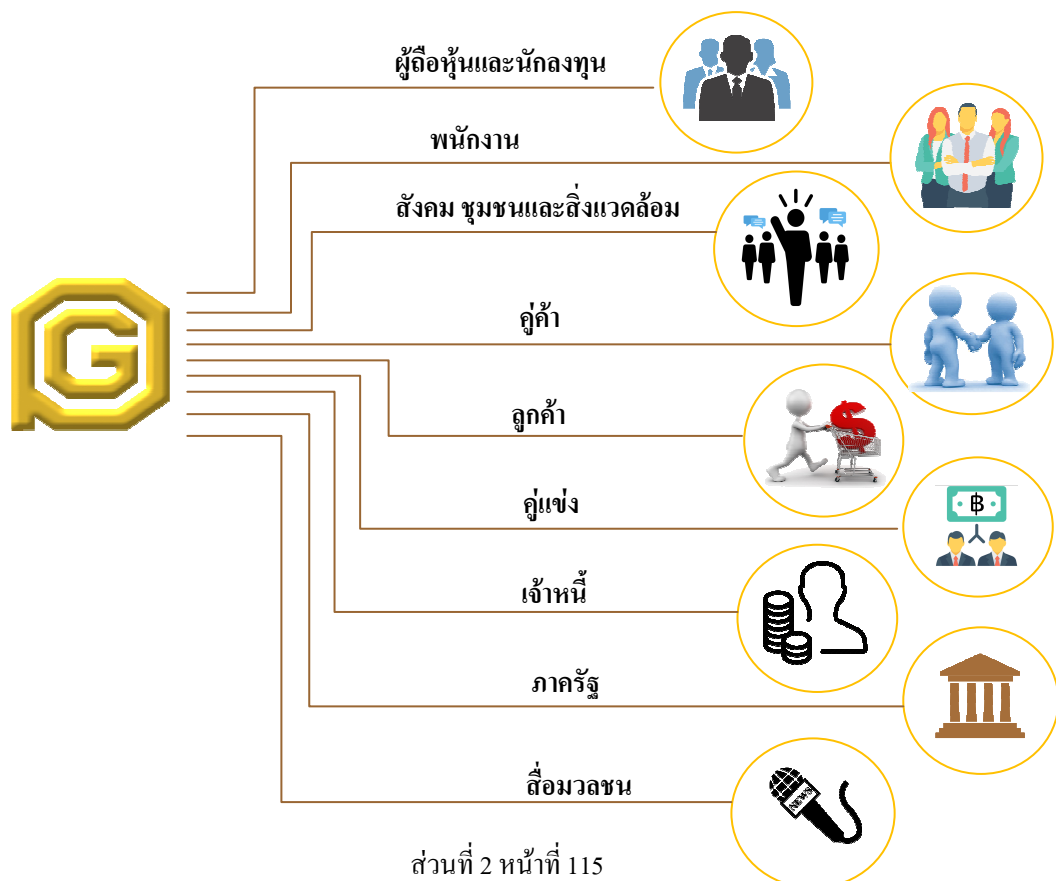 ผู้ถือหุ้นและนักลงทุน
พนักงาน
สังคม ชุมชนและสิ่งแวดล้อม
G
คู่ค้า
ลูกค้า
คู่แข่ง
฿
เจ้าหนี้
ภาครัฐ
สื่อมวลชน
NEWS
ส่วนที่ 2 หน้าที่ 115